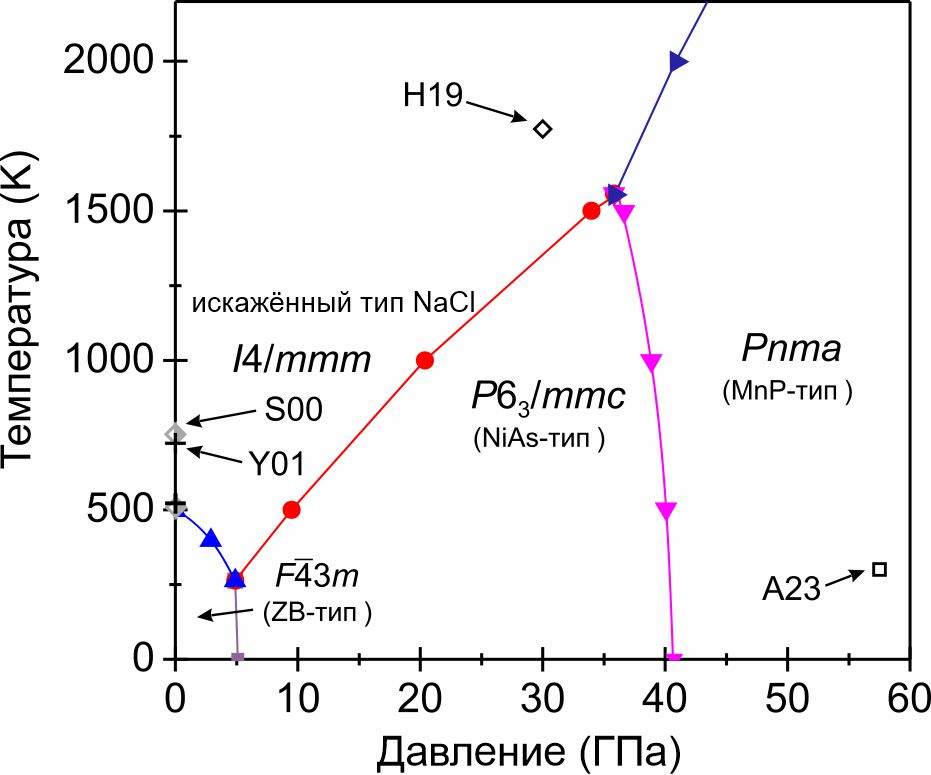 2000
H19
1500
искажённый тип NaCl
I4/mmm
1000
Pnma
(MnP-тип )
P6₃/mmc
(NiAs-тип )
S00
Y01
500
F4̅3m
(ZB-тип )
A23
0
0 10 20 30 40 50 60
Температура (К)
Давление (ГПа)